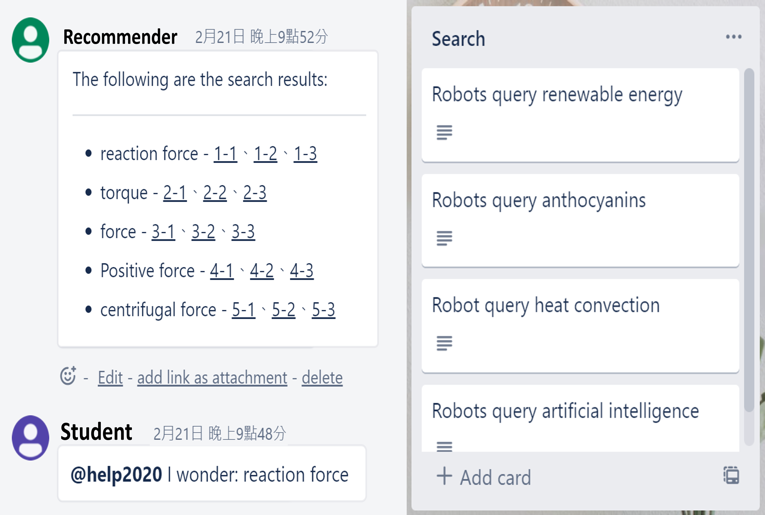 Recommender 2月21日 晚上9點52分
The following are the search results:
• reaction force - 1-1、1-2、1-3
• torque - 2-1、2-2、2-3
• force - 3-1、3-2、3-3
• Positive force - 4-1、4-2、4-3
• centrifugal force - 5-1、5-2、5-3
- Edit - add link as attachment - delete
Student 2月21日 晚上9點48分
@help2020 I wonder: reaction force
Search
Robots query renewable energy
Robots query anthocyanins
Robot query heat convection
Robots query artificial intelligence
+ Add card